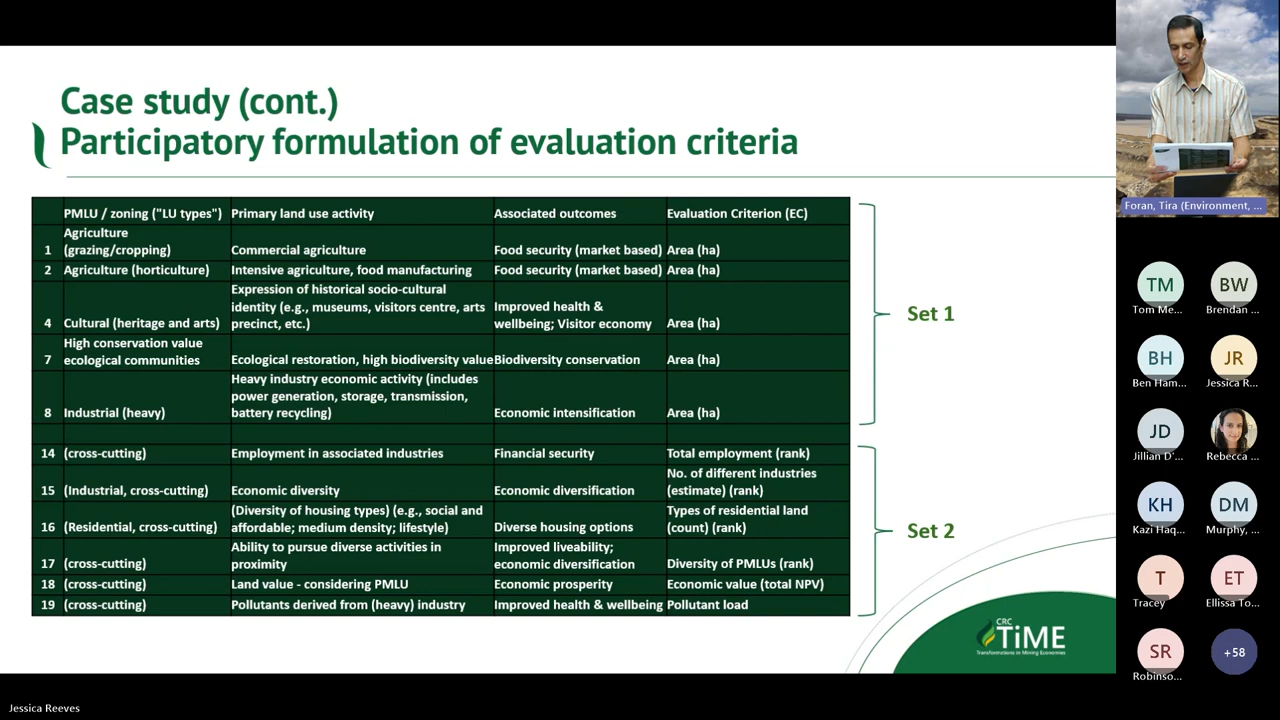 Case study (cont.)
Participatory formulation of evaluation criteria
PMLU / zoning ("LU types") Primary land use activity Associated outcomes Evaluation Criterion (EC)
1 Agriculture (grazing/cropping) Commercial agriculture Food security (market based) Area (ha)
2 Agriculture (horticulture) Intensive agriculture, food manufacturing Food security (market based) Area (ha)
4 Cultural (heritage and arts) Expression of historical socio-cultural identity (e.g., museums, visitors centre, arts precinct, etc.) Improved health & wellbeing; Visitor economy Area (ha)
7 High conservation value ecological communities Ecological restoration, high biodiversity value Biodiversity conservation Area (ha)
8 Industrial (heavy) Heavy industry economic activity (includes power generation, storage, transmission, battery recycling) Economic intensification Area (ha)
Set 1
14 (cross-cutting) Employment in associated industries Financial security Total employment (rank)
15 (Industrial, cross-cutting) Economic diversity Economic diversification No. of different industries (estimate) (rank)
16 (Residential, cross-cutting) (Diversity of housing types) (e.g., social and affordable; medium density; lifestyle) Diverse housing options Types of residential land (count) (rank)
17 (cross-cutting) Ability to pursue diverse activities in proximity Improved liveability; economic diversification Diversity of PMLUs (rank)
18 (cross-cutting) Land value - considering PMLU Economic prosperity Economic value (total NPV)
19 (cross-cutting) Pollutants derived from (heavy) industry Improved health & wellbeing Pollutant load
Set 2
CRC
TiME
Transformations in Mining Economies
Foran, Tira (Environment, ...
TM
Tom Me...
BW
Brendan ...
BH
Ben Ham...
JR
Jessica R...
JD
Jillian D'...
Rebecca ...
KH
Kazi Haq...
DM
Murphy, ...
T
Tracey
ET
Ellissa To...
SR
Robinso...
+58
Jessica Reeves